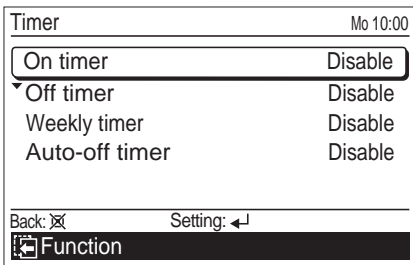 Timer Mo 10:00
On timer Disable
Off timer Disable
Weekly timer Disable
Auto-off timer Disable
Back: Setting:
Function